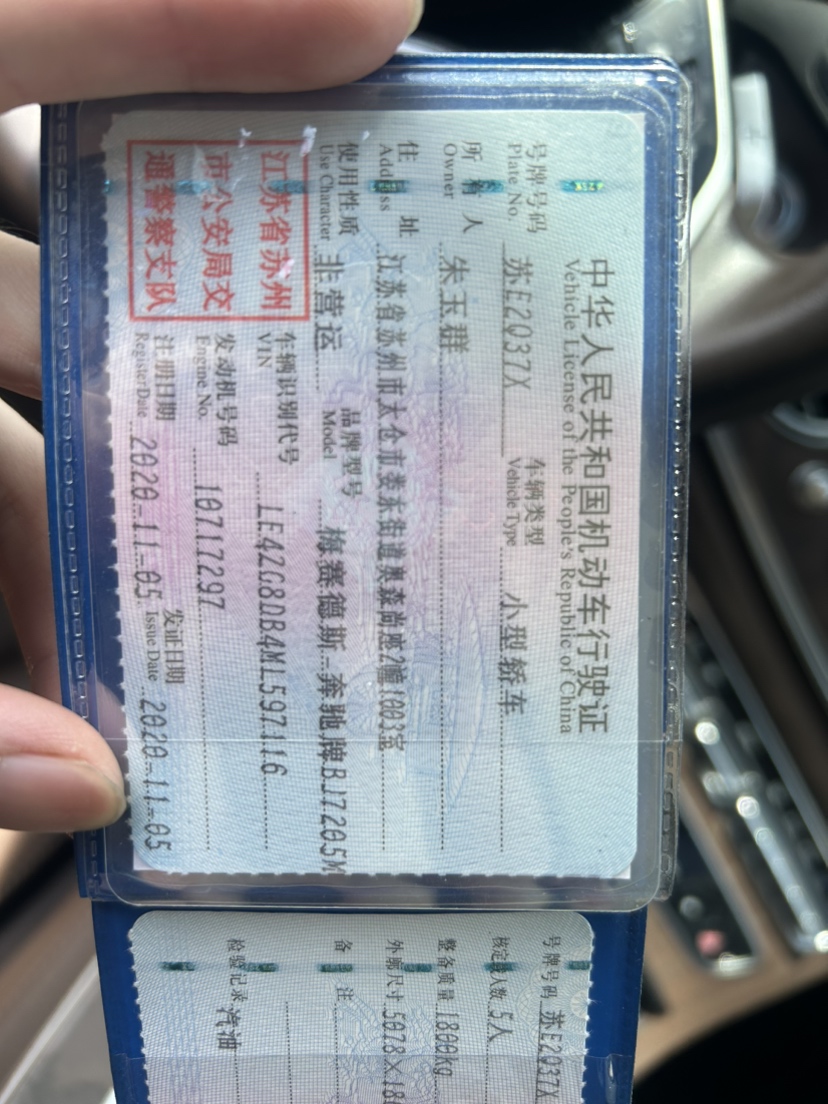 中华人民共和国机动车行驶证
Vehicle License of the People's Republic of China
号牌号码 苏E2Q37X 车辆类型 小型轿车
Plate No. Vehicle Type
所有人 朱玉群
Owner
住址 江苏省苏州市太仓市娄东街道奥森尚座2幢1003室
Address
使用性质 非营运 品牌型号 梅赛德斯-奔驰牌BJ7205M
Use Character Model
江苏省苏州
市公安局交
通警察支队
车辆识别代号 LE4ZG8DB4ML597116
VIN
发动机号码 10717297
Engine No.
注册日期 2020-11-05 发证日期 2020-11-05
Register Date Issue Date
号牌号码 苏E2Q37X
核定载人数 5人
整备质量 1800kg
外廓尺寸 5078×18
备注
检验记录 汽油